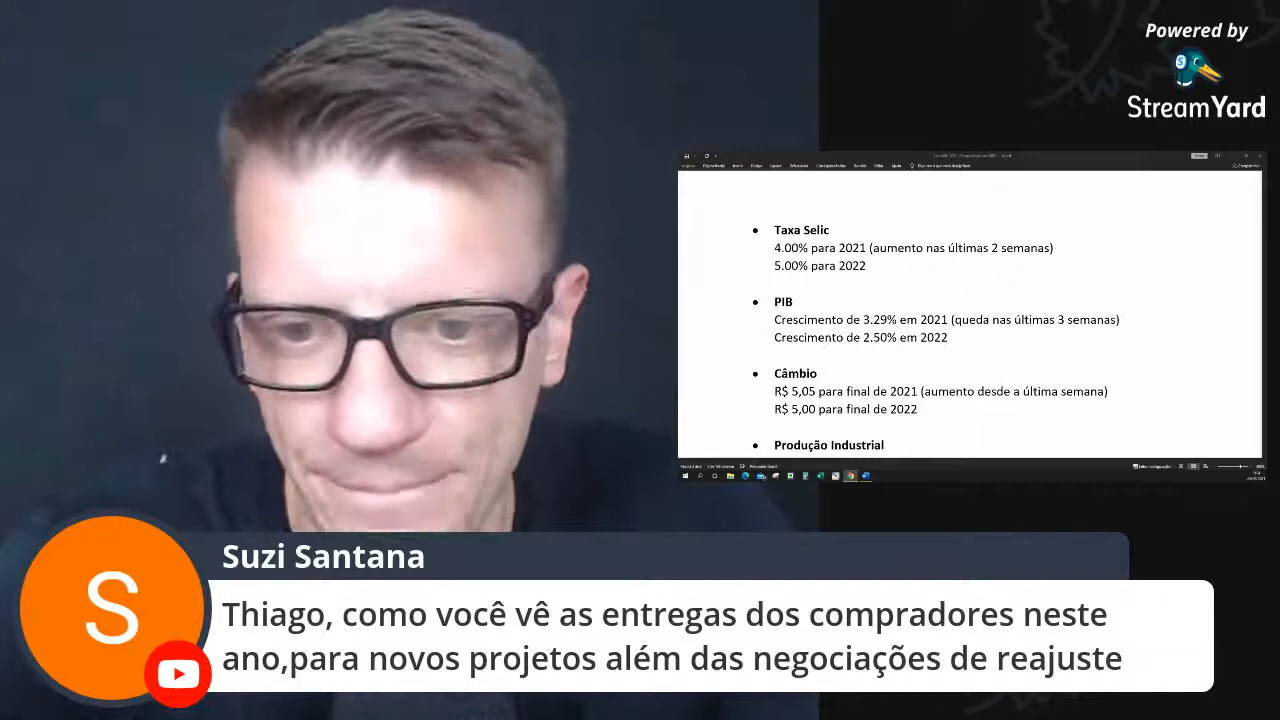 Powered by
StreamYard
Taxa Selic
4.00% para 2021 (aumento nas últimas 2 semanas)
5.00% para 2022
PIB
Crescimento de 3.29% em 2021 (queda nas últimas 3 semanas)
Crescimento de 2.50% em 2022
Câmbio
R$ 5,05 para final de 2021 (aumento desde a última semana)
R$ 5,00 para final de 2022
Produção Industrial
S
Suzi Santana
Thiago, como você vê as entregas dos compradores neste
ano,para novos projetos além das negociações de reajuste